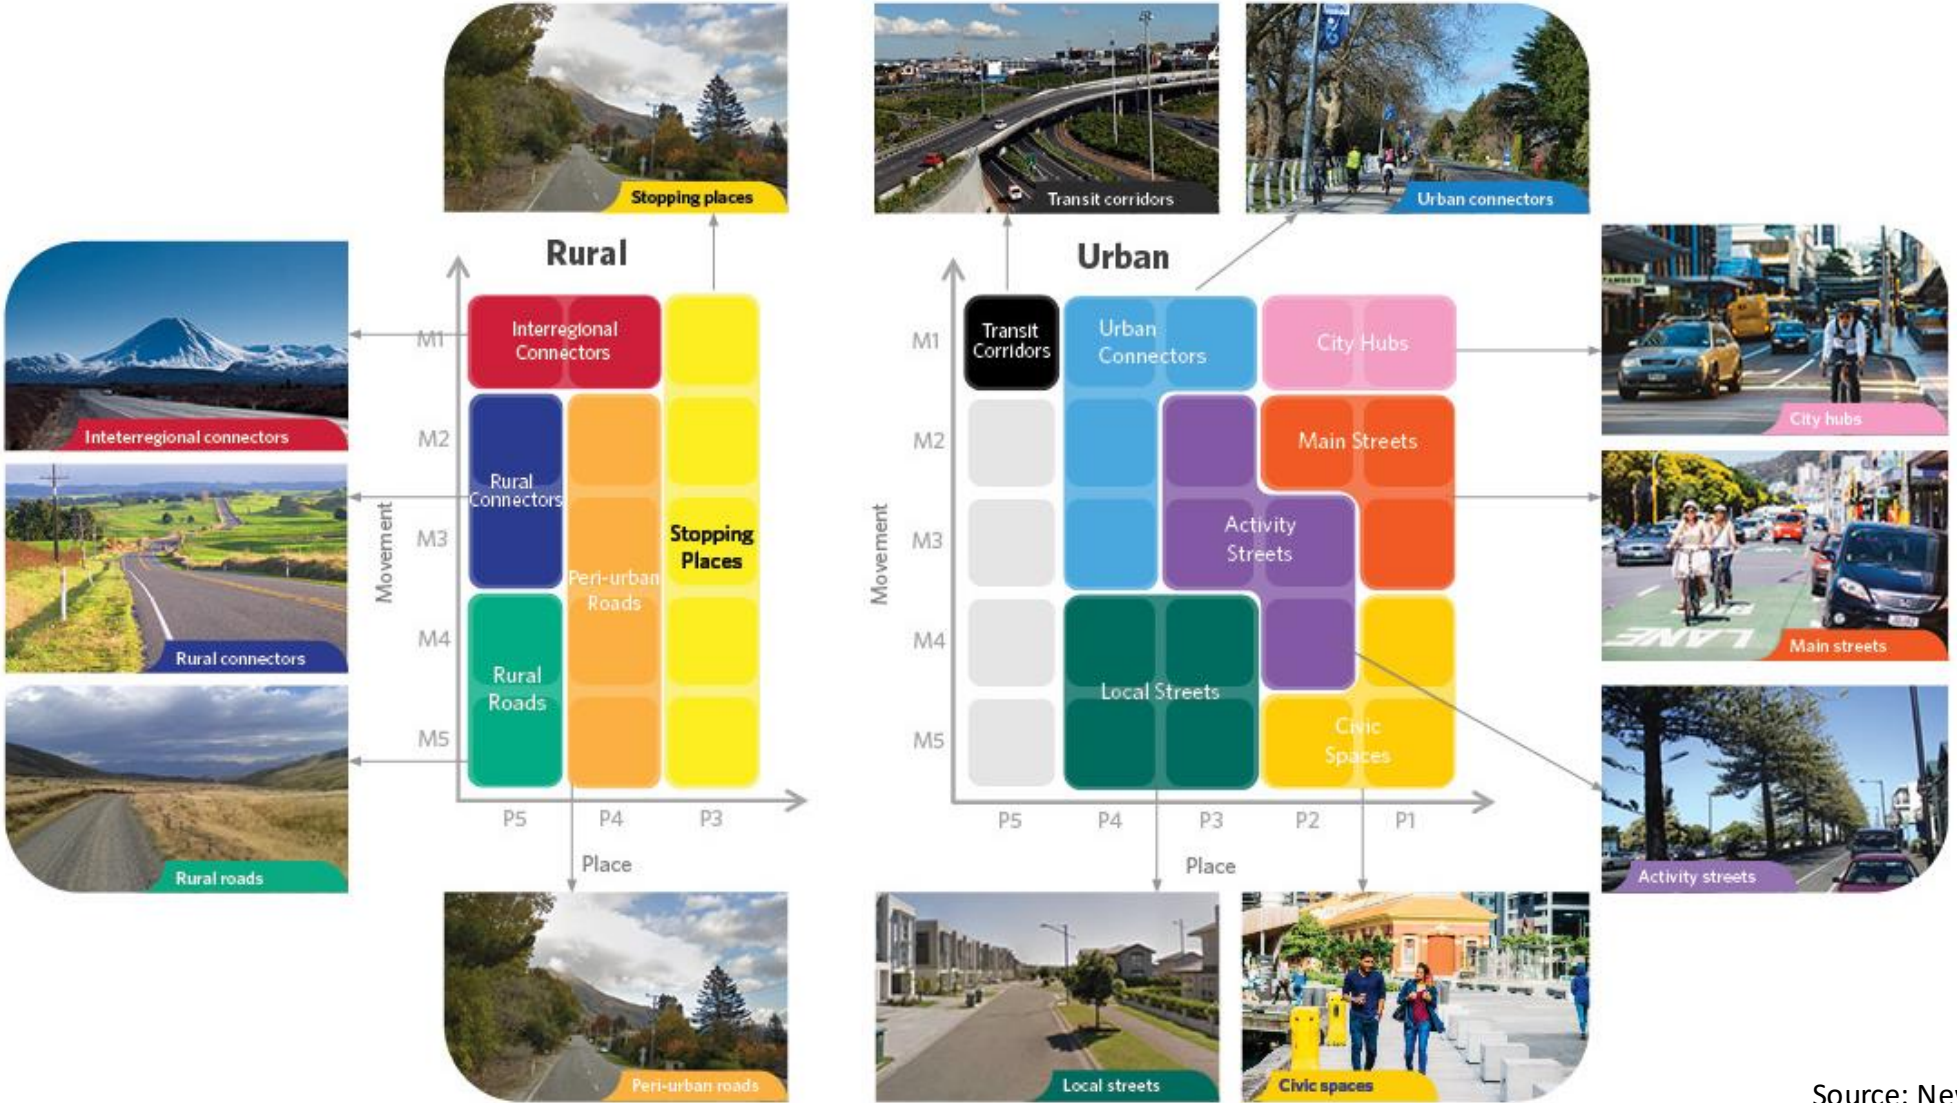 Stopping places
Transit corridors
Urban connectors
Rural
Urban
Inteterregional connectors
Rural connectors
Rural roads
Movement
M1
M2
M3
M4
M5
Interregional
Connectors
Rural
Connectors
Peri-urban
Roads
Stopping
Places
Rural
Roads
P5
P4
P3
Place
Peri-urban roads
Movement
M1
M2
M3
M4
M5
Transit
Corridors
Urban
Connectors
City Hubs
Main Streets
Activity
Streets
Local Streets
Civic
Spaces
P5
P4
P3
P2
P1
Place
City hubs
LANE
Main streets
Activity streets
Local streets
Civic spaces
Source: Ne